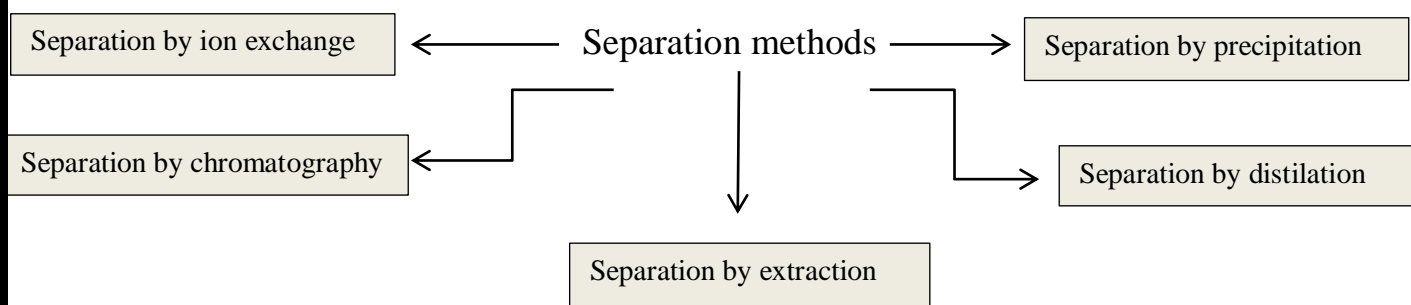 Separation methods
Separation by ion exchange
Separation by precipitation
Separation by chromatography
Separation by distilation
Separation by extraction